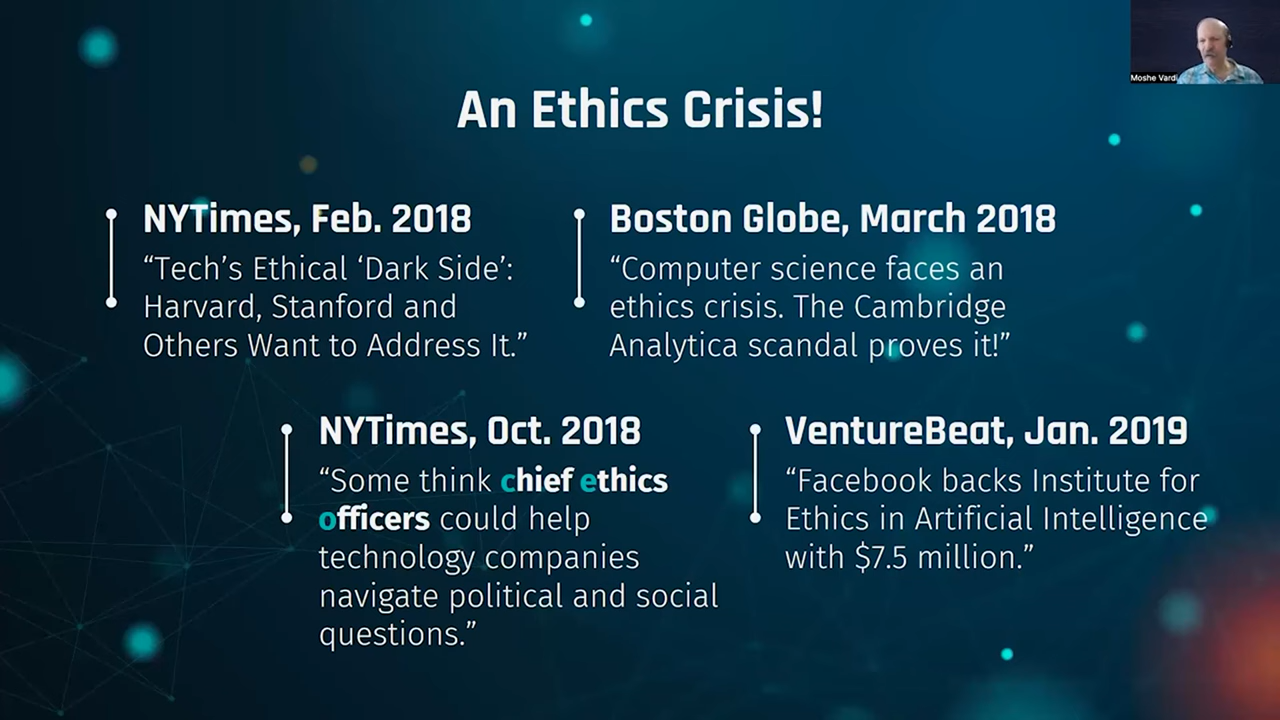 Moshe Vardi
An Ethics Crisis!
NYTimes, Feb. 2018
“Tech’s Ethical ‘Dark Side’:
Harvard, Stanford and
Others Want to Address It.”
Boston Globe, March 2018
“Computer science faces an
ethics crisis. The Cambridge
Analytica scandal proves it!”
NYTimes, Oct. 2018
“Some think chief ethics
officers could help
technology companies
navigate political and social
questions.”
VentureBeat, Jan. 2019
“Facebook backs Institute for
Ethics in Artificial Intelligence
with $7.5 million.”